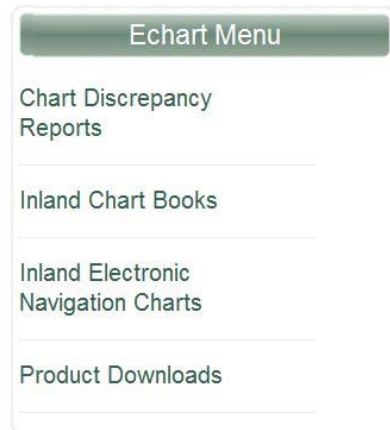 Echart Menu
Chart Discrepancy
Reports
Inland Chart Books
Inland Electronic
Navigation Charts
Product Downloads